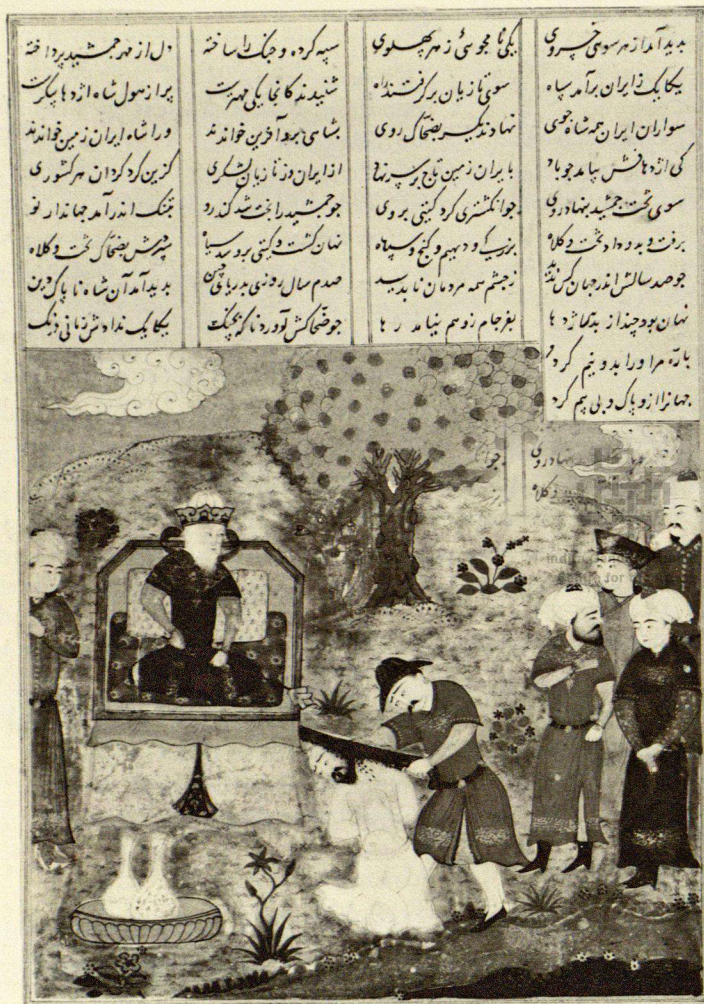 پدید آمد از هر سوی خسروی یکی نامجوئی ز هر پهلوی سپه کرده و جنگ را ساخته دل از مهر جمشید پرداخته
یکایک ز ایران برآمد سپاه سوی تازیان برگرفتند راه شنیدند کانجا یکی مهترست پر از هول شاه اژدها پیکرست
سواران ایران همه شاه جوی نهادند یکسر بضحاک روی بشاهی برو آفرین خواندند ورا شاه ایران زمین خواندند
کی اژدهافش بیامد چو باد بایران زمین تاج بر سر نهاد از ایران وز تازیان لشکری گزین کرد گردان هر کشوری
سوی تخت جمشید بنهاد روی چو انگشتری کرد گیتی بروی چو جمشید را بخت شد کندرو بتنگ اندر آمد جهاندار نو
برفت و بدو داد تخت و کلاه بزرگی و دیهیم و گنج و سپاه نهان گشت و گیتی برو شد سیاه سپردش بضحاک تخت و کلاه
چو صد سالش اندر جهان کس ندید ز چشم همه مردمان ناپدید صدم سال روزی بدریای چین پدید آمد آن شاه ناپاک دین
نهان بود چند از بد اژدها بفرجام زو هم نیامد رها چو ضحاکش آورد ناگه بچنگ یکایک ندادش زمانی درنگ
باره مرا ورا بدو نیم کرد
جهانرا ازو پاک و بی بیم کرد